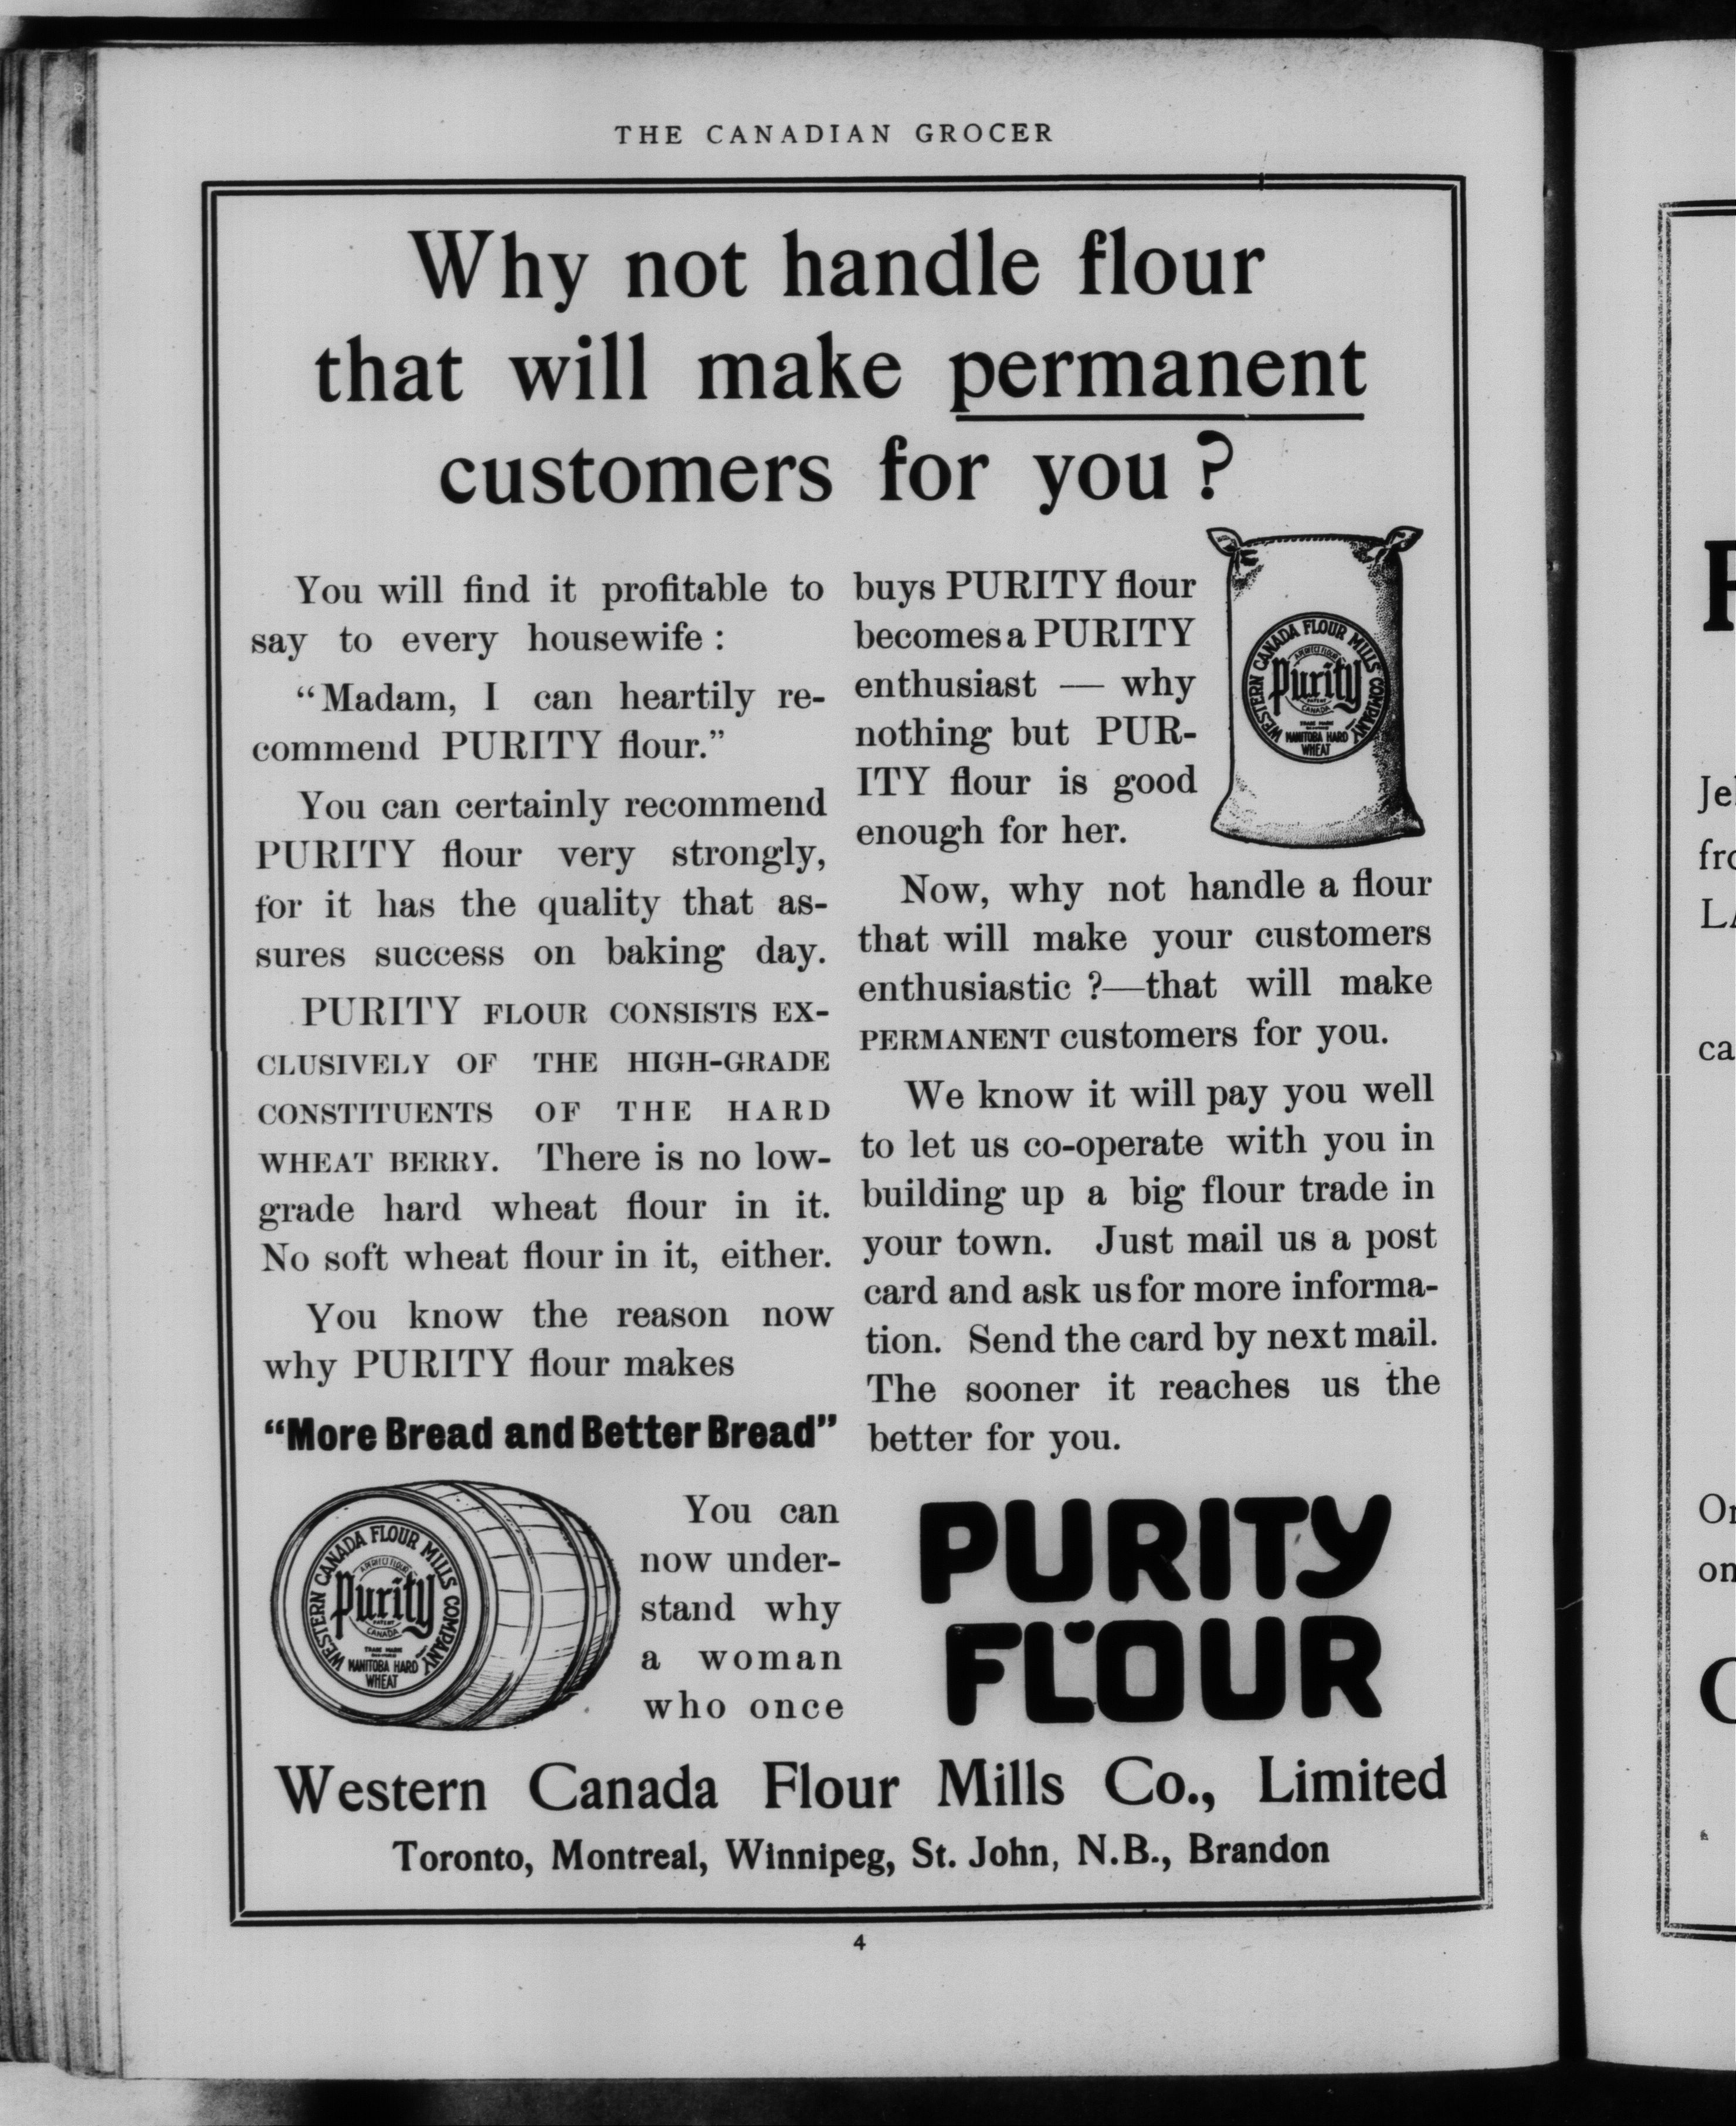 THE CANADIAN GROCER
Why not handle flour
that will make permanent
customers for you?
You will find it profitable to
say to every housewife:
“Madam, I can heartily re-
commend PURITY flour.”
You can certainly recommend
PURITY flour very strongly,
for it has the quality that as-
sures success on baking day.
PURITY FLOUR CONSISTS EX-
CLUSIVELY OF THE HIGH-GRADE
CONSTITUENTS OF THE HARD
WHEAT BERRY. There is no low-
grade hard wheat flour in it.
No soft wheat flour in it, either.
You know the reason now
why PURITY flour makes
“More Bread and Better Bread”
WESTERN CANADA FLOUR MILLS COMPANY
Purity
PATENT
CANADA
TRADE MARK
MANITOBA HARD
WHEAT
You can
now under-
stand why
a woman
who once
buys PURITY flour
becomes a PURITY
enthusiast — why
nothing but PUR-
ITY flour is good
enough for her.
WESTERN CANADA FLOUR MILLS COMPANY
Purity
PATENT
CANADA
TRADE MARK
MANITOBA HARD
WHEAT
Now, why not handle a flour
that will make your customers
enthusiastic?—that will make
PERMANENT customers for you.
We know it will pay you well
to let us co-operate with you in
building up a big flour trade in
your town. Just mail us a post
card and ask us for more informa-
tion. Send the card by next mail.
The sooner it reaches us the
better for you.
PURITY
FLOUR
Western Canada Flour Mills Co., Limited
Toronto, Montreal, Winnipeg, St. John, N.B., Brandon
4